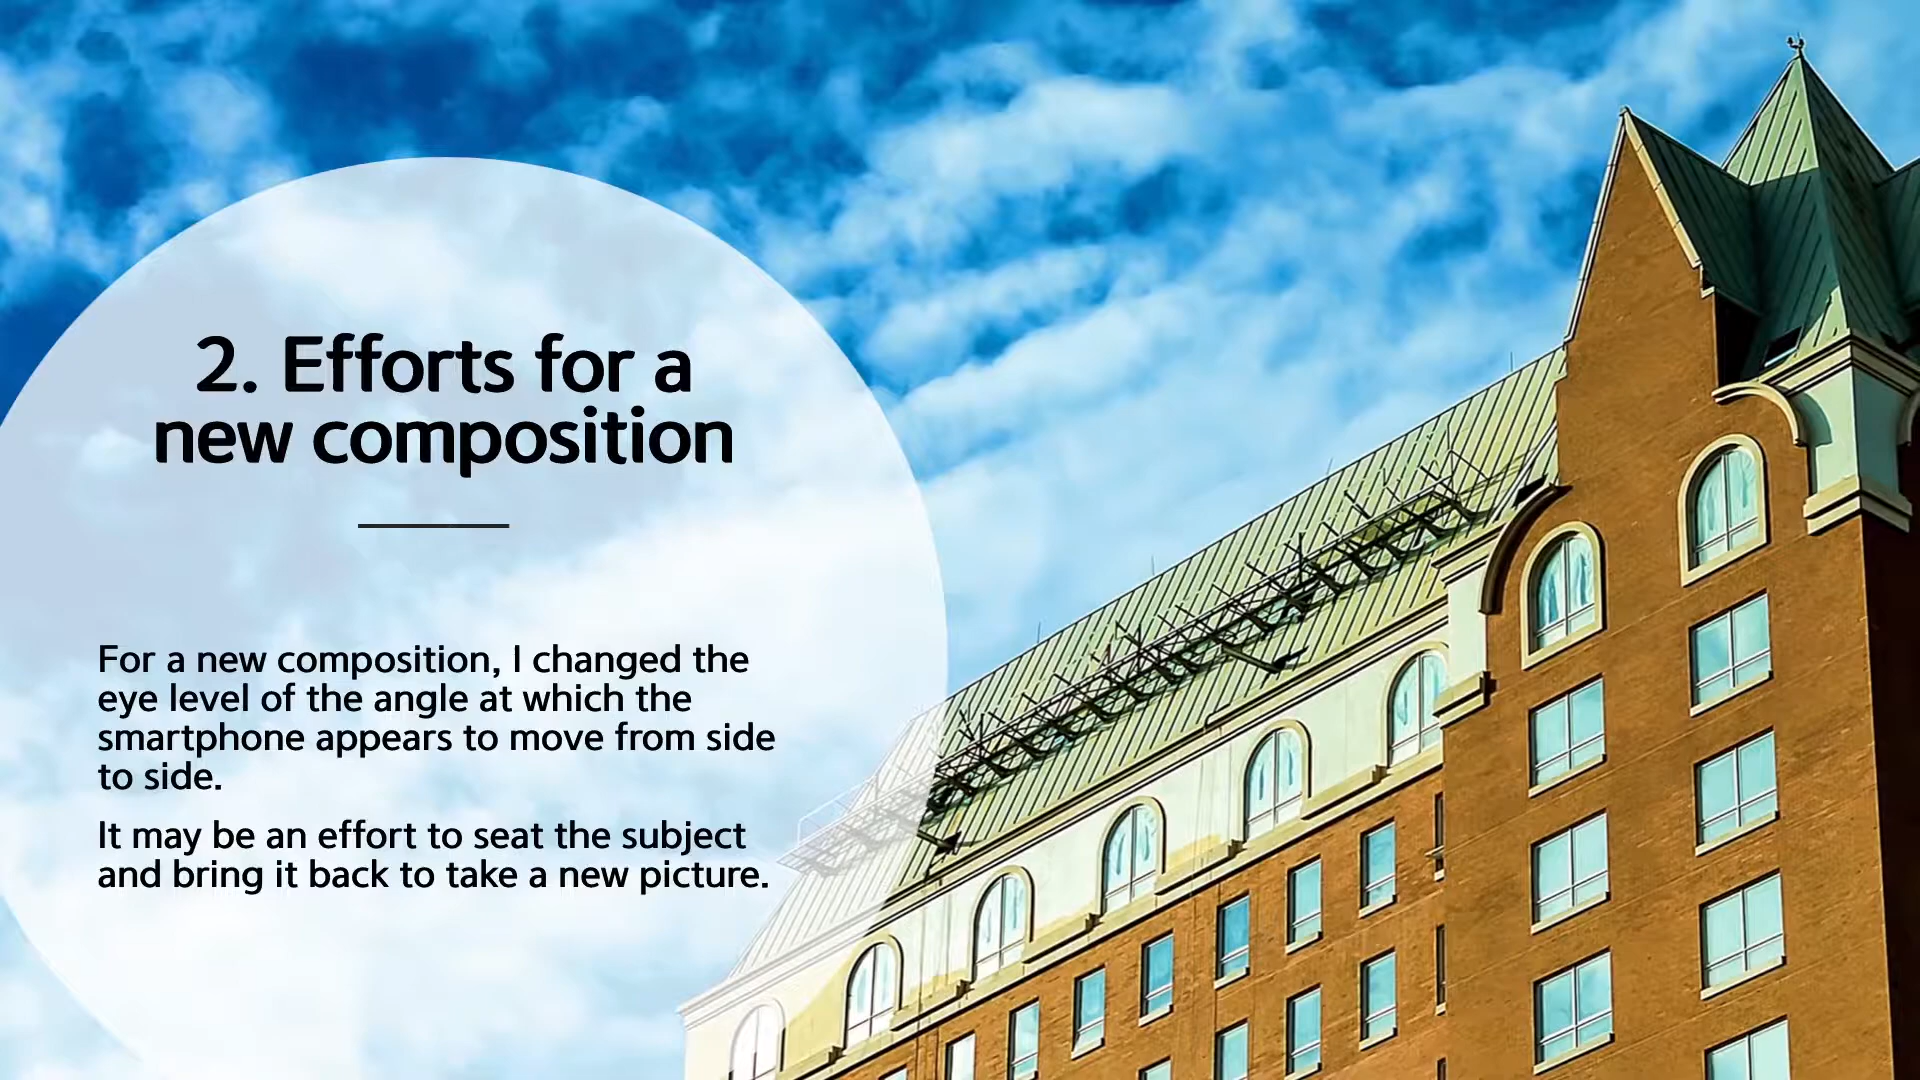 2. Efforts for a
new composition
For a new composition, I changed the
eye level of the angle at which the
smartphone appears to move from side
to side.
It may be an effort to seat the subject
and bring it back to take a new picture.